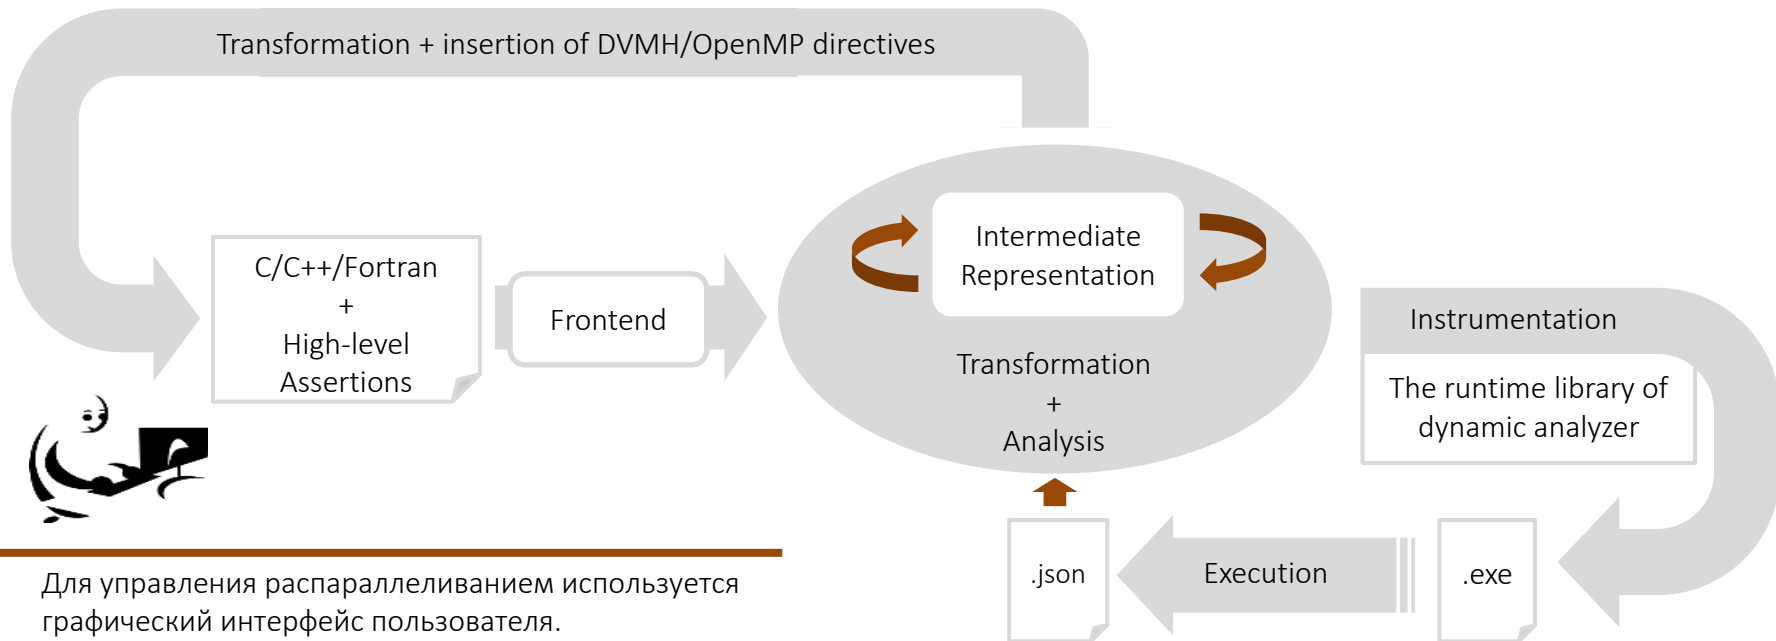 Transformation + insertion of DVMH/OpenMP directives
C/C++/Fortran
+
High-level
Assertions
Frontend
Intermediate
Representation
Transformation
+
Analysis
Instrumentation
The runtime library of
dynamic analyzer
.json
Execution
.exe
Для управления распараллеливанием используется
графический интерфейс пользователя.